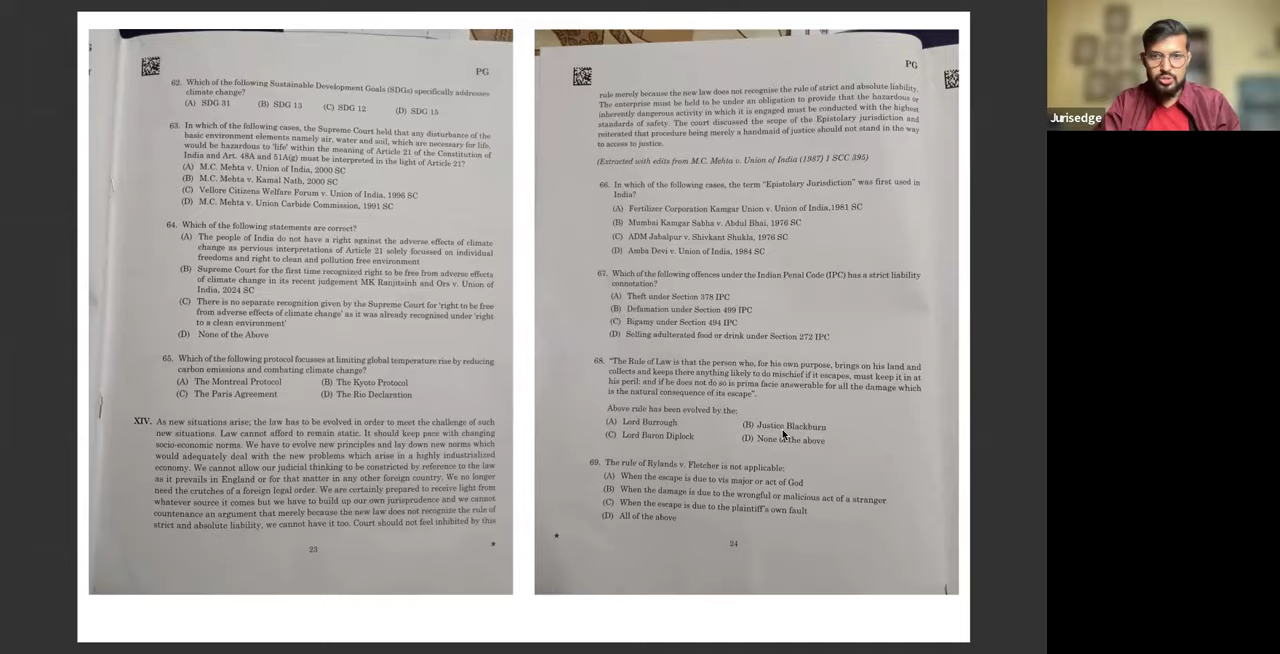 PG
62. Which of the following Sustainable Development Goals (SDGs) specifically addresses
climate change?
(A) SDG 31 (B) SDG 13 (C) SDG 12 (D) SDG 15
63. In which of the following cases, the Supreme Court held that any disturbance of the
basic environment elements namely air, water and soil, which are necessary for life,
would be hazardous to 'life' within the meaning of Article 21 of the Constitution of
India and Art. 48A and 51A(g) must be interpreted in the light of Article 21?
(A) M.C. Mehta v. Union of India, 2000 SC
(B) M.C. Mehta v. Kamal Nath, 2000 SC
(C) Vellore Citizens Welfare Forum v. Union of India, 1996 SC
(D) M.C. Mehta v. Union Carbide Commission, 1991 SC
64. Which of the following statements are correct?
(A) The people of India do not have a right against the adverse effects of climate
change as pervious interpretations of Article 21 solely focussed on individual
freedoms and right to clean and pollution free environment
(B) Supreme Court for the first time recognized right to be free from adverse effects
of climate change in its recent judgement MK Ranjitsinh and Ors v. Union of
India, 2024 SC
(C) There is no separate recognition given by the Supreme Court for 'right to be free
from adverse effects of climate change' as it was already recognised under 'right
to a clean environment'
(D) None of the Above
65. Which of the following protocol focusses at limiting global temperature rise by reducing
carbon emissions and combating climate change?
(A) The Montreal Protocol (B) The Kyoto Protocol
(C) The Paris Agreement (D) The Rio Declaration
XIV. As new situations arise; the law has to be evolved in order to meet the challenge of such
new situations. Law cannot afford to remain static. It should keep pace with changing
socio-economic norms. We have to evolve new principles and lay down new norms which
would adequately deal with the new problems which arise in a highly industrialized
economy. We cannot allow our judicial thinking to be constricted by reference to the law
as it prevails in England or for that matter in any other foreign country. We no longer
need the crutches of a foreign legal order. We are certainly prepared to receive light from
whatever source it comes but we have to build up our own jurisprudence and we cannot
countenance an argument that merely because the new law does not recognize the rule of
strict and absolute liability, we cannot have it too. Court should not feel inhibited by this
23 *
PG
rule merely because the new law does not recognise the rule of strict and absolute liability.
The enterprise must be held to be under an obligation to provide that the hazardous or
inherently dangerous activity in which it is engaged must be conducted with the highest
standards of safety. The court discussed the scope of the Epistolary jurisdiction and
reiterated that procedure being merely a handmaid of justice should not stand in the way
to access to justice.
(Extracted with edits from M.C. Mehta v. Union of India (1987) 1 SCC 395)
66. In which of the following cases, the term "Epistolary Jurisdiction" was first used in
India?
(A) Fertilizer Corporation Kamgar Union v. Union of India,1981 SC
(B) Mumbai Kamgar Sabha v. Abdul Bhai, 1976 SC
(C) ADM Jabalpur v. Shivkant Shukla, 1976 SC
(D) Amba Devi v. Union of India, 1984 SC
67. Which of the following offences under the Indian Penal Code (IPC) has a strict liability
connotation?
(A) Theft under Section 378 IPC
(B) Defamation under Section 499 IPC
(C) Bigamy under Section 494 IPC
(D) Selling adulterated food or drink under Section 272 IPC
68. "The Rule of Law is that the person who, for his own purpose, brings on his land and
collects and keeps there anything likely to do mischief if it escapes, must keep it in at
his peril: and if he does not do so is prima facie answerable for all the damage which
is the natural consequence of its escape".
Above rule has been evolved by the:
(A) Lord Burrough (B) Justice Blackburn
(C) Lord Baron Diplock (D) None of the above
69. The rule of Rylands v. Fletcher is not applicable:
(A) When the escape is due to vis major or act of God
(B) When the damage is due to the wrongful or malicious act of a stranger
(C) When the escape is due to the plaintiff's own fault
(D) All of the above
* 24
Jurisedge